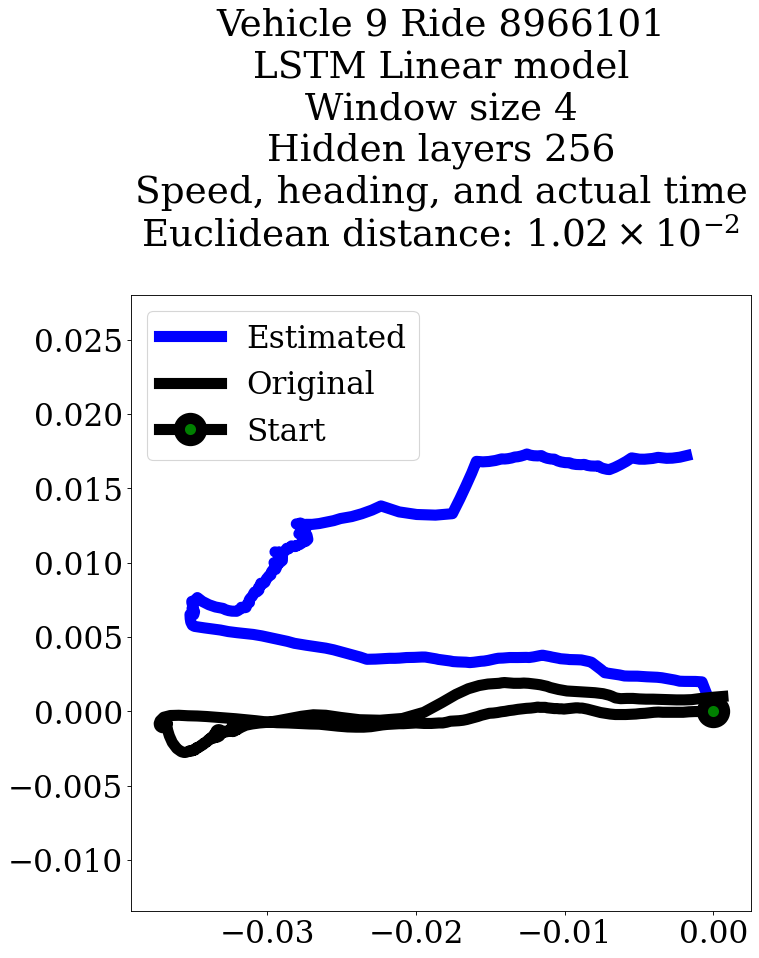 Vehicle 9 Ride 8966101
LSTM Linear model
Window size 4
Hidden layers 256
Speed, heading, and actual time
Euclidean distance: 1.02 × 10⁻²
Estimated
Original
Start
0.025
0.020
0.015
0.010
0.005
0.000
−0.005
−0.010
−0.03 −0.02 −0.01 0.00